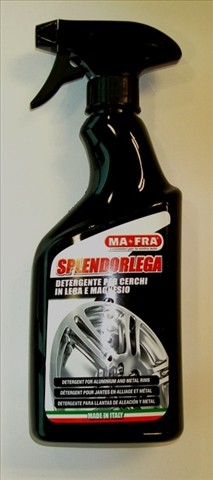 MA-FRA
SPLENDORLEGA
DETERGENTE PER CERCHI
IN LEGA E MAGNESIO
DETERGENT FOR ALUMINIUM AND METAL RIMS
DÉTERGENT POUR JANTES EN ALLIAGE ET MÉTAL
DETERGENTE PARA LLANTAS DE ALEACIÓN Y METAL
MADE IN ITALY